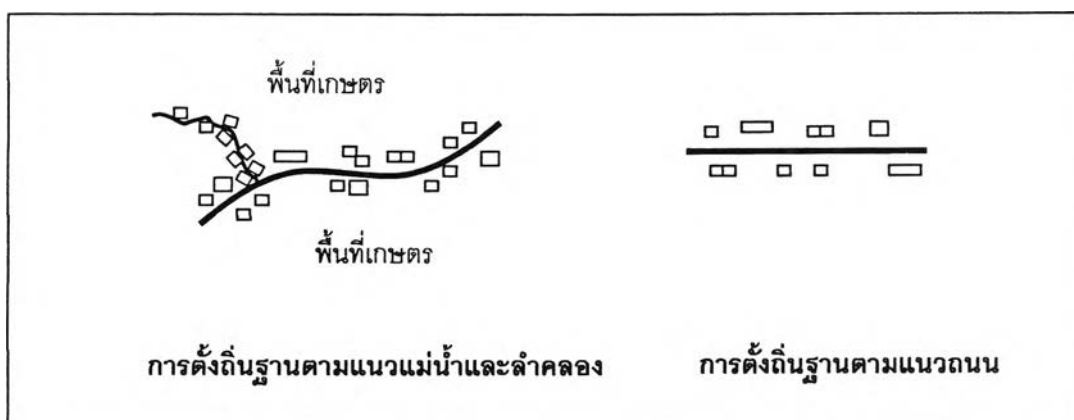 พื้นที่เกษตร
พื้นที่เกษตร
การตั้งถิ่นฐานตามแนวแม่น้ำและลำคลอง
การตั้งถิ่นฐานตามแนวถนน